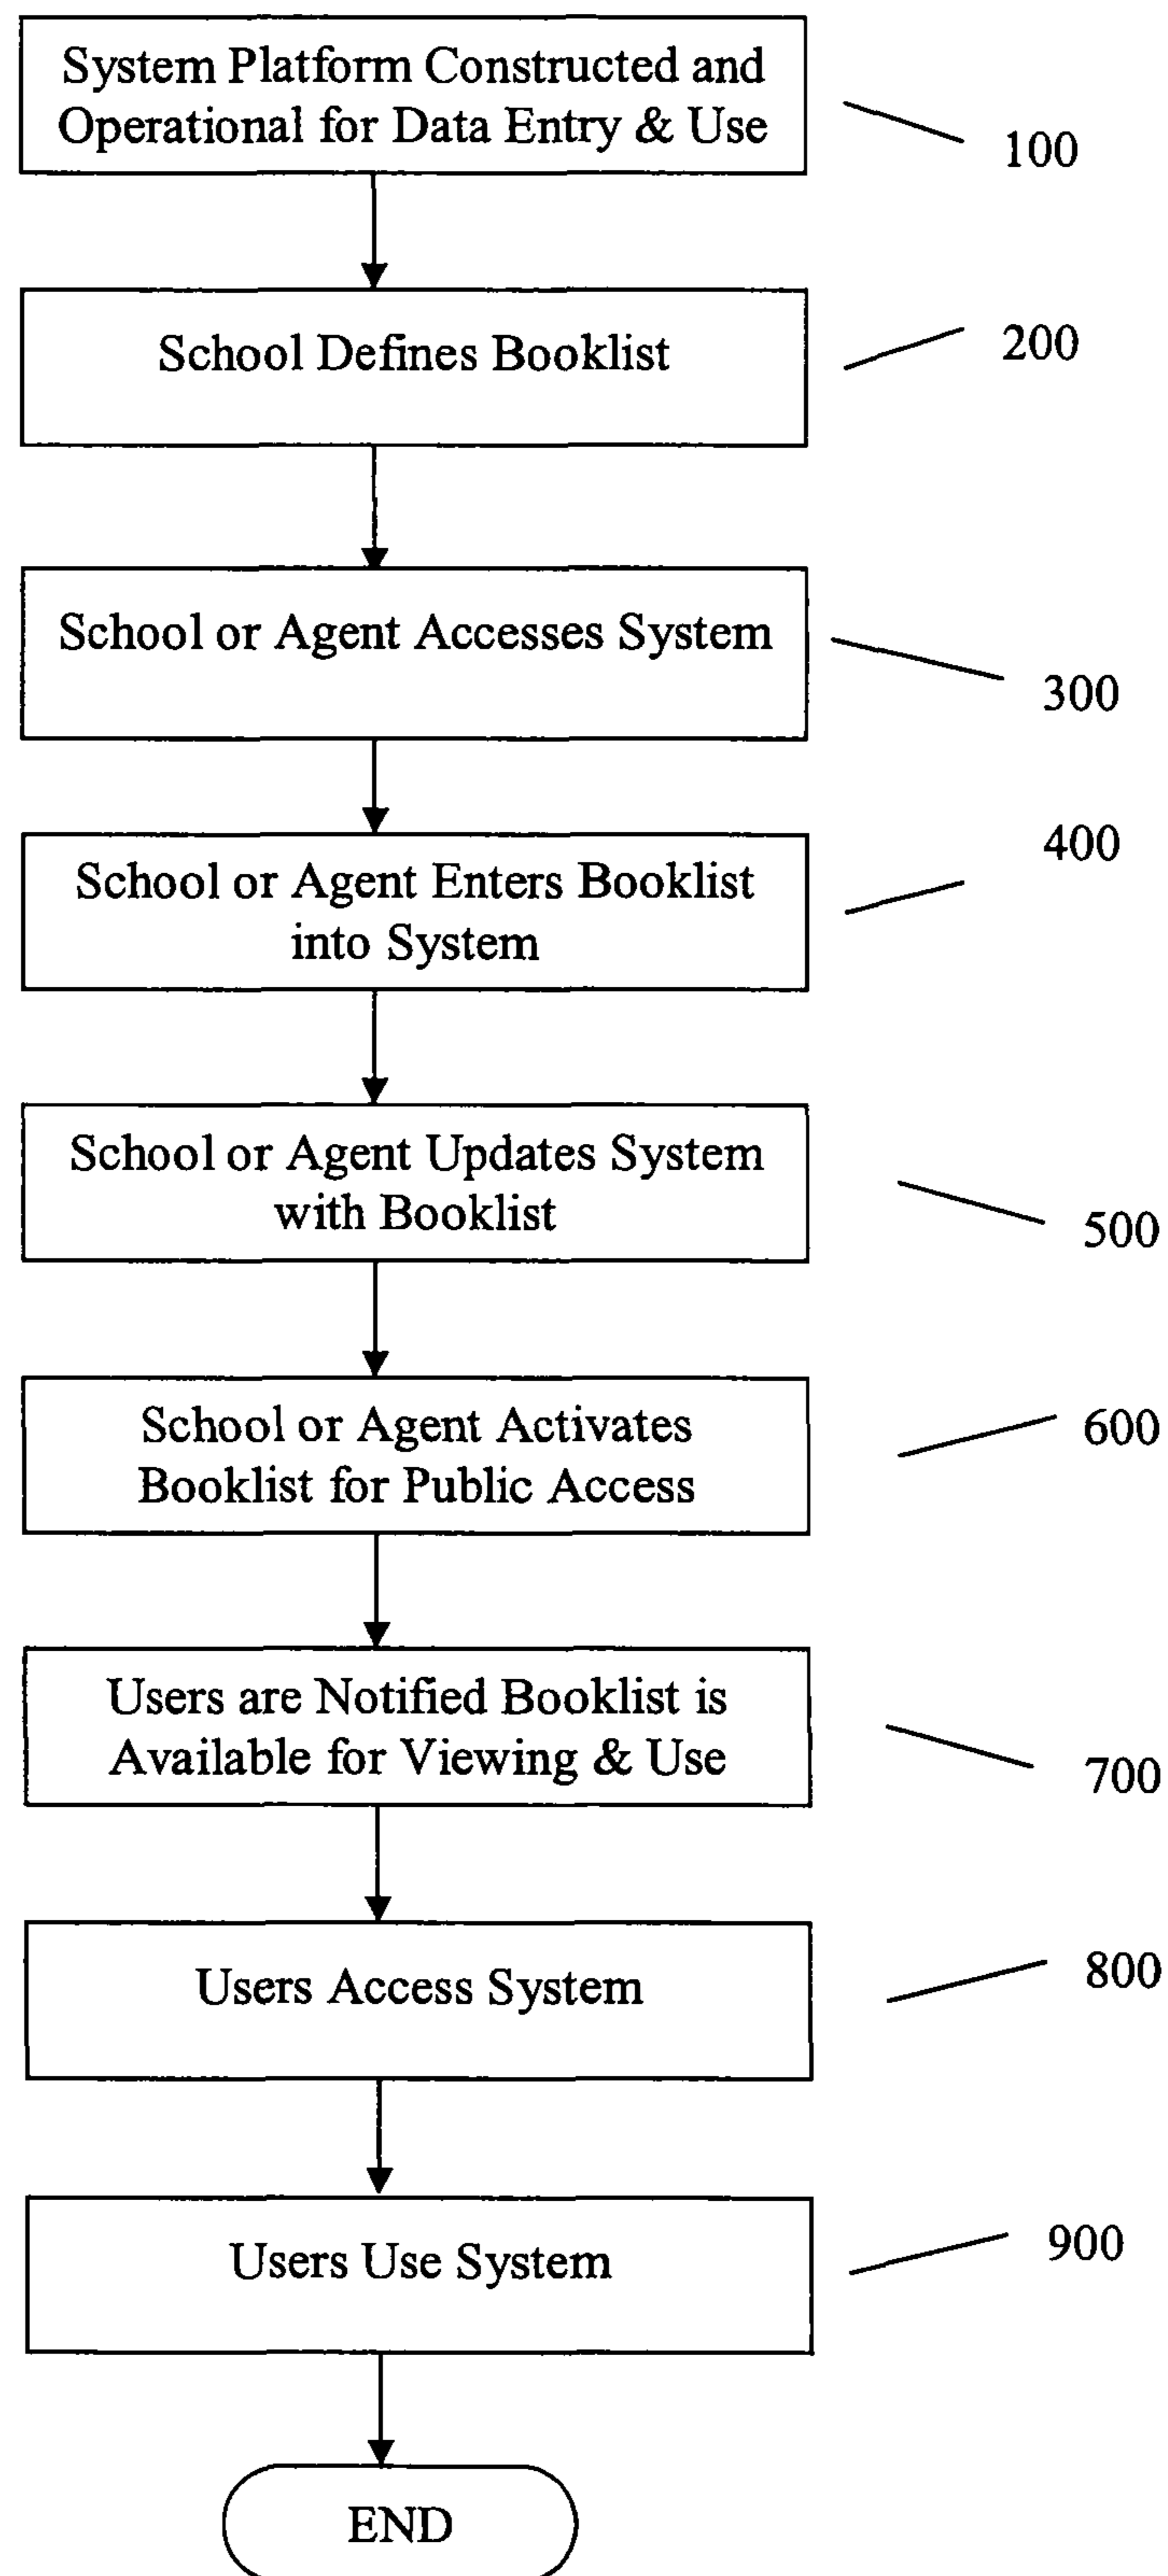 System Platform Constructed and
Operational for Data Entry & Use
100
School Defines Booklist
200
School or Agent Accesses System
300
School or Agent Enters Booklist
into System
400
School or Agent Updates System
with Booklist
500
School or Agent Activates
Booklist for Public Access
600
Users are Notified Booklist is
Available for Viewing & Use
700
Users Access System
800
Users Use System
900
END